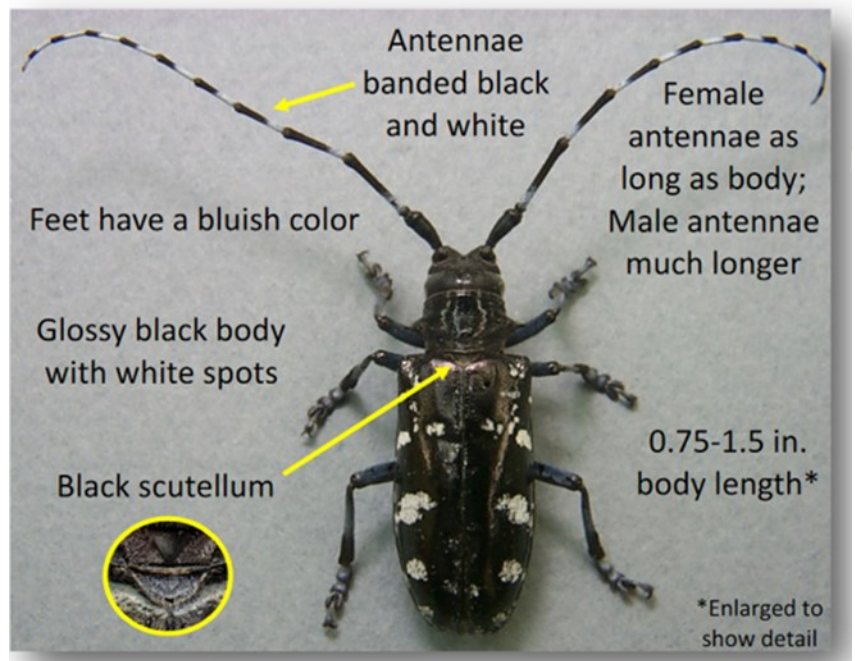 Antennae
banded black
and white
Female
antennae as
long as body;
Male antennae
much longer
Feet have a bluish color
Glossy black body
with white spots
Black scutellum
0.75-1.5 in.
body length*
*Enlarged to
show detail